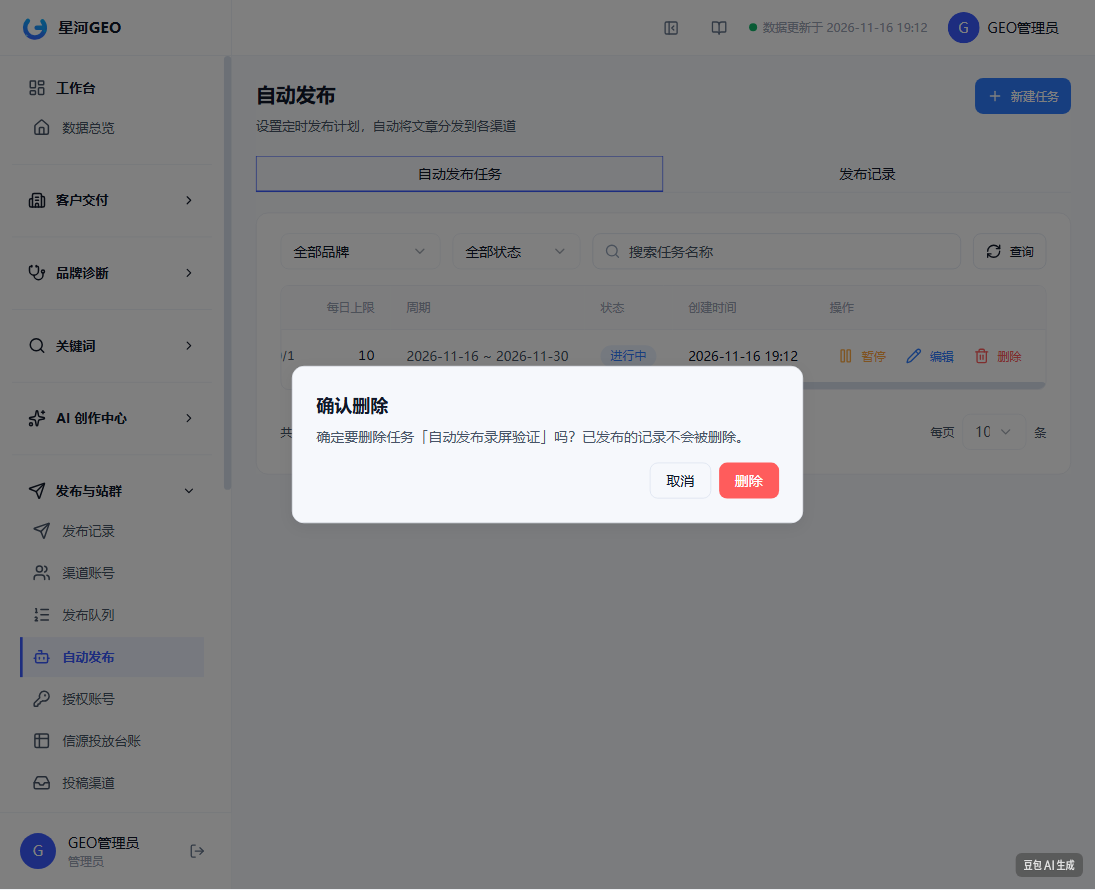 星河GEO
数据更新于 2026-11-16 19:12
G
GEO管理员
工作台
数据总览
客户交付
品牌诊断
关键词
AI 创作中心
发布与站群
发布记录
渠道账号
发布队列
自动发布
授权账号
信源投放台账
投稿渠道
G
GEO管理员
管理员
自动发布
设置定时发布计划，自动将文章分发到各渠道
新建任务
自动发布任务
发布记录
全部品牌
全部状态
搜索任务名称
查询
每日上限 周期 状态 创建时间 操作
/1 10 2026-11-16 ~ 2026-11-30 进行中 2026-11-16 19:12 暂停 编辑 删除
共
每页 10 条
确认删除
确定要删除任务「自动发布录屏验证」吗？已发布的记录不会被删除。
取消
删除
豆包 AI 生成